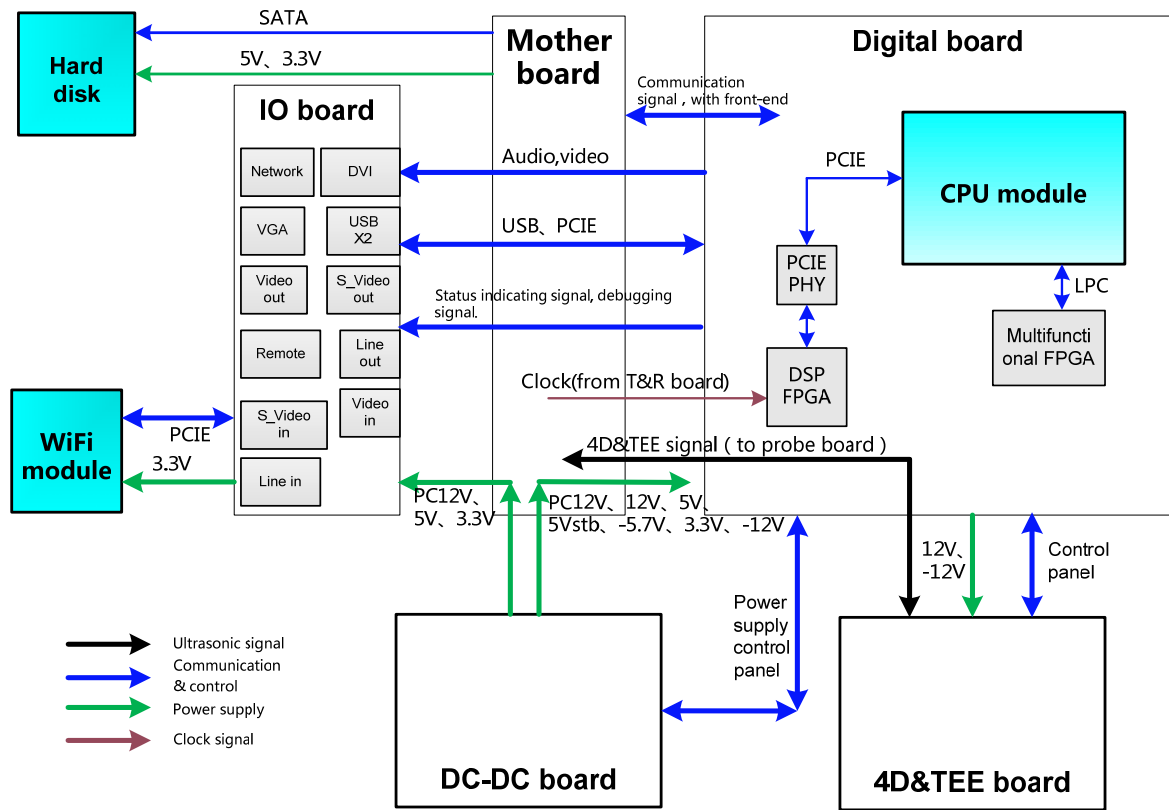 SATA
5V、3.3V
Hard
disk
Mother
board
Digital board
Communication
signal , with front-end
IO board
Network
DVI
VGA
USB
X2
Video
out
S_Video
out
Remote
Line
out
S_Video
in
Video
in
Line in
Audio,video
USB、PCIE
Status indicating signal, debugging
signal.
Clock(from T&R board)
4D&TEE signal ( to probe board )
PCIE
CPU module
PCIE
PHY
LPC
DSP
FPGA
Multifuncti
onal FPGA
WiFi
module
PCIE
3.3V
PC12V、
5V、3.3V
PC12V、12V、5V、
5Vstb、-5.7V、3.3V、-12V
12V、
-12V
Control
panel
Power
supply
control
panel
Ultrasonic signal
Communication
& control
Power supply
Clock signal
DC-DC board
4D&TEE board